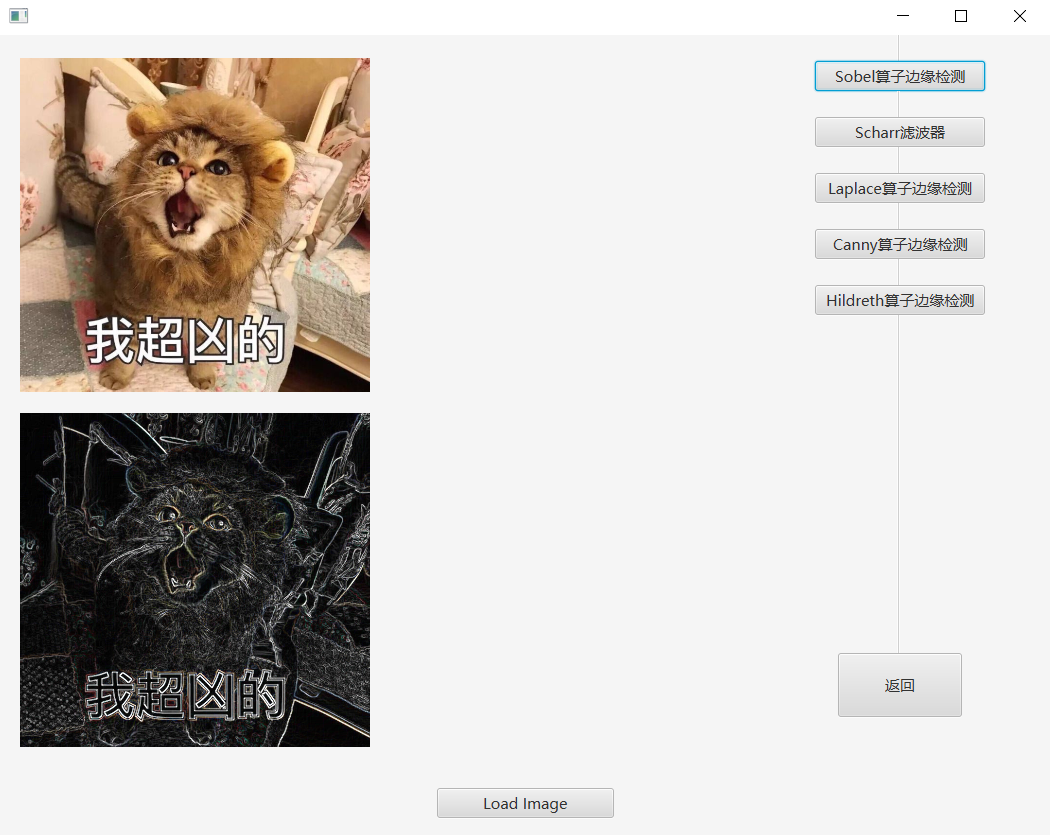 Sobel算子边缘检测
Scharr滤波器
Laplace算子边缘检测
Canny算子边缘检测
Hildreth算子边缘检测
我超凶的
我超凶的
返回
Load Image